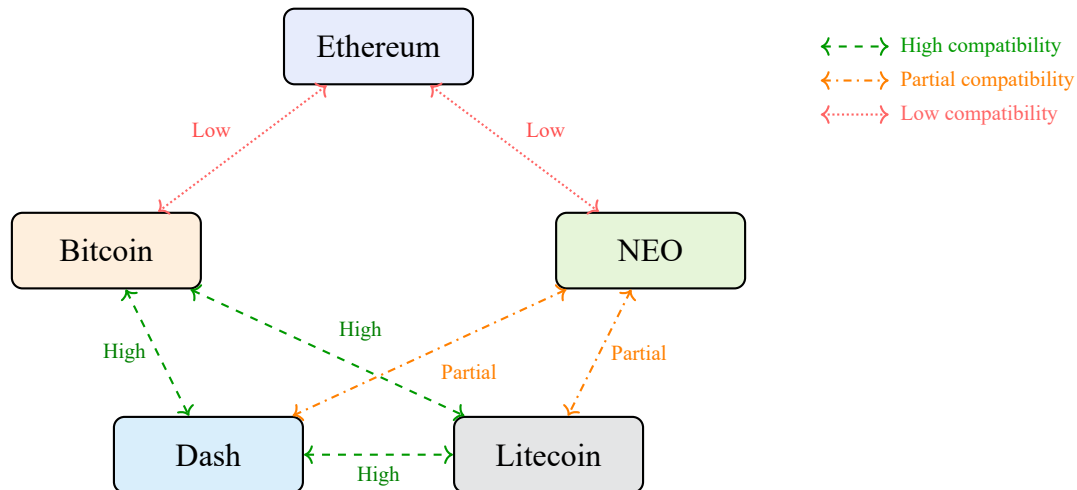 Ethereum
High compatibility
Partial compatibility
Low compatibility
Low
Low
Bitcoin
NEO
High
High
Partial
Partial
Dash
Litecoin
High